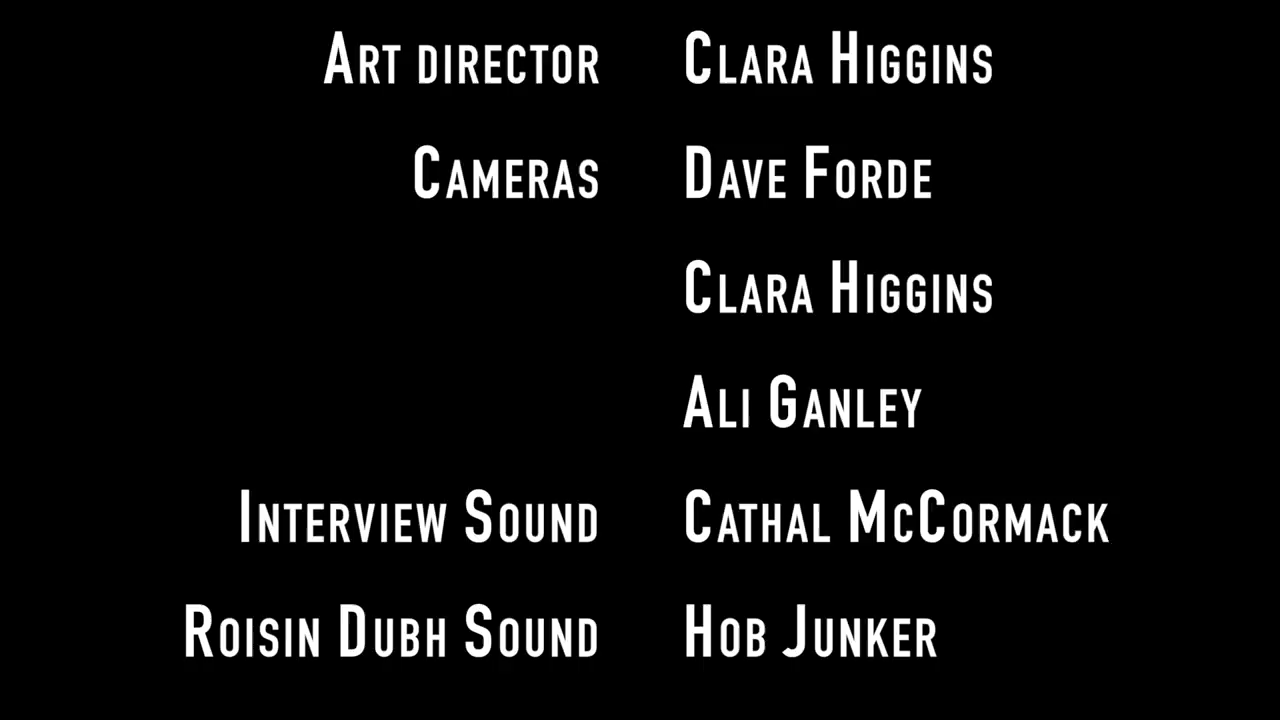 Art director Clara Higgins
Cameras Dave Forde
Clara Higgins
Ali Ganley
Interview Sound Cathal McCormack
Roisin Dubh Sound Hob Junker